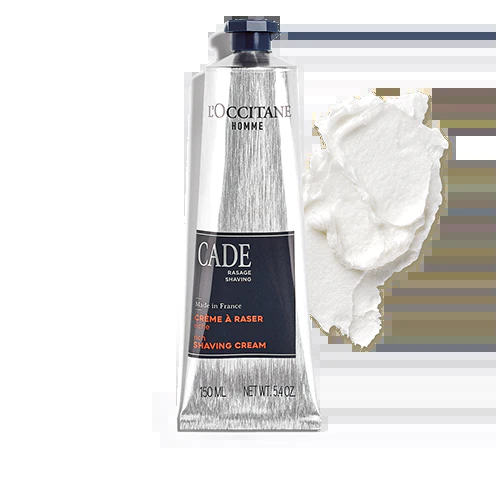 L'OCCITANE
HOMME
CADE
RASAGE
SHAVING
Made in France
CRÈME À RASER
riche
rich
SHAVING CREAM
150 ML NET WT. 5.4 OZ.